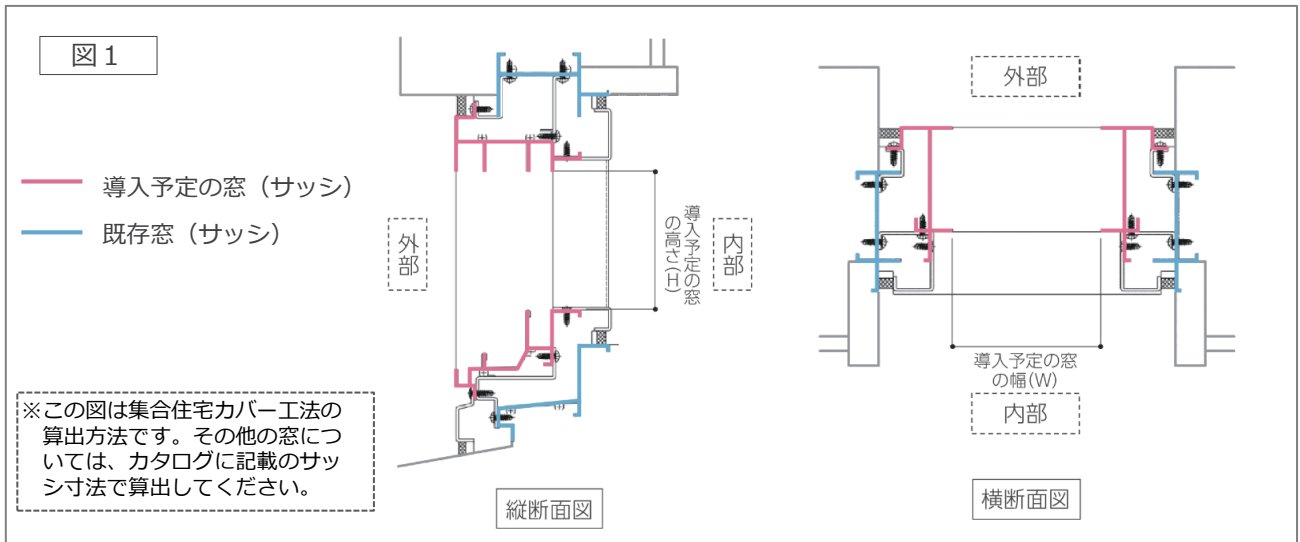 図1
導入予定の窓（サッシ）
既存窓（サッシ）
※この図は集合住宅カバー工法の
算出方法です。その他の窓につ
いては、カタログに記載のサッ
シ寸法で算出してください。
外部
導入予定の窓
の高さ(H)
内部
縦断面図
外部
導入予定の窓
の幅(W)
内部
横断面図